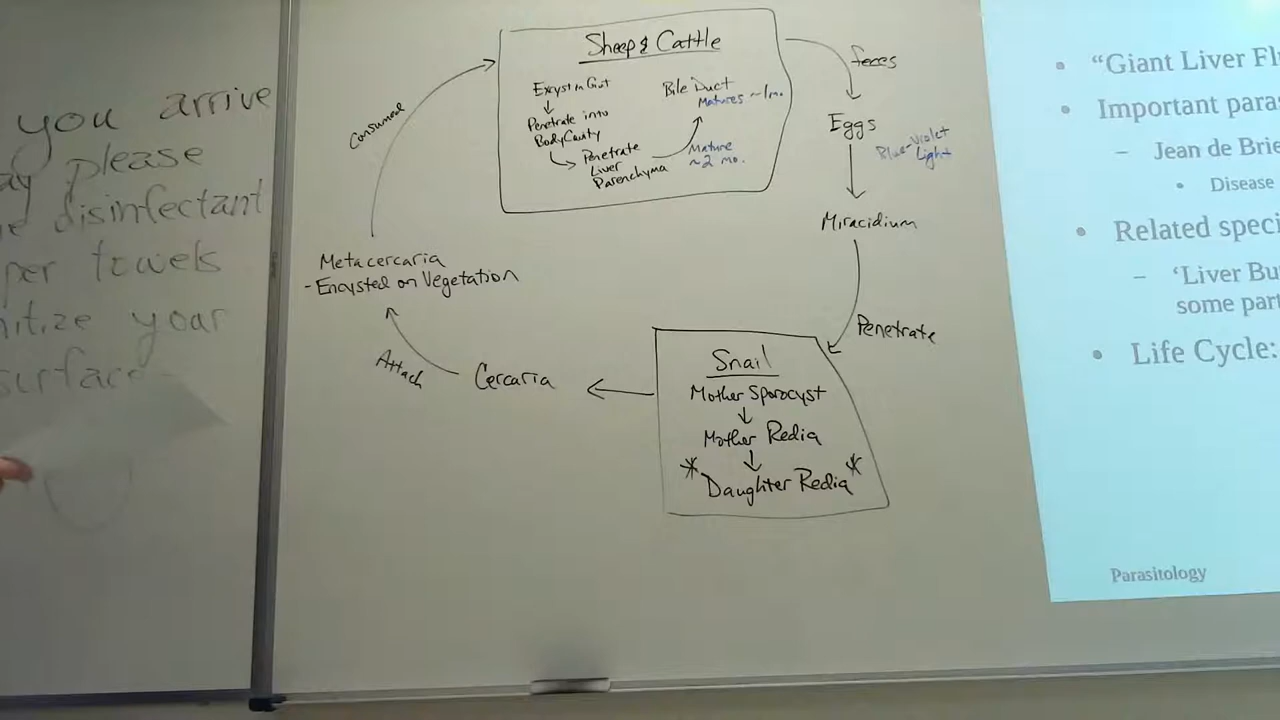 you arrive
please
disinfectant
towels
your
surface
Sheep & Cattle
Excyst in Gut
Penetrate into
Body Cavity
Penetrate
Liver
Parenchyma
Mature
~2 mo.
Bile Duct
Matures ~1mo.
feces
Eggs
Blue-Violet
Light
Miracidium
Penetrate
Snail
Mother Sporocyst
Mother Redia
* Daughter Redia *
Cercaria
Attach
Metacercaria
- Encysted on Vegetation
Consumed
• “Giant Liver Fl
• Important para
– Jean de Brie
• Disease
• Related speci
– ‘Liver Bu
some part
• Life Cycle:
Parasitology